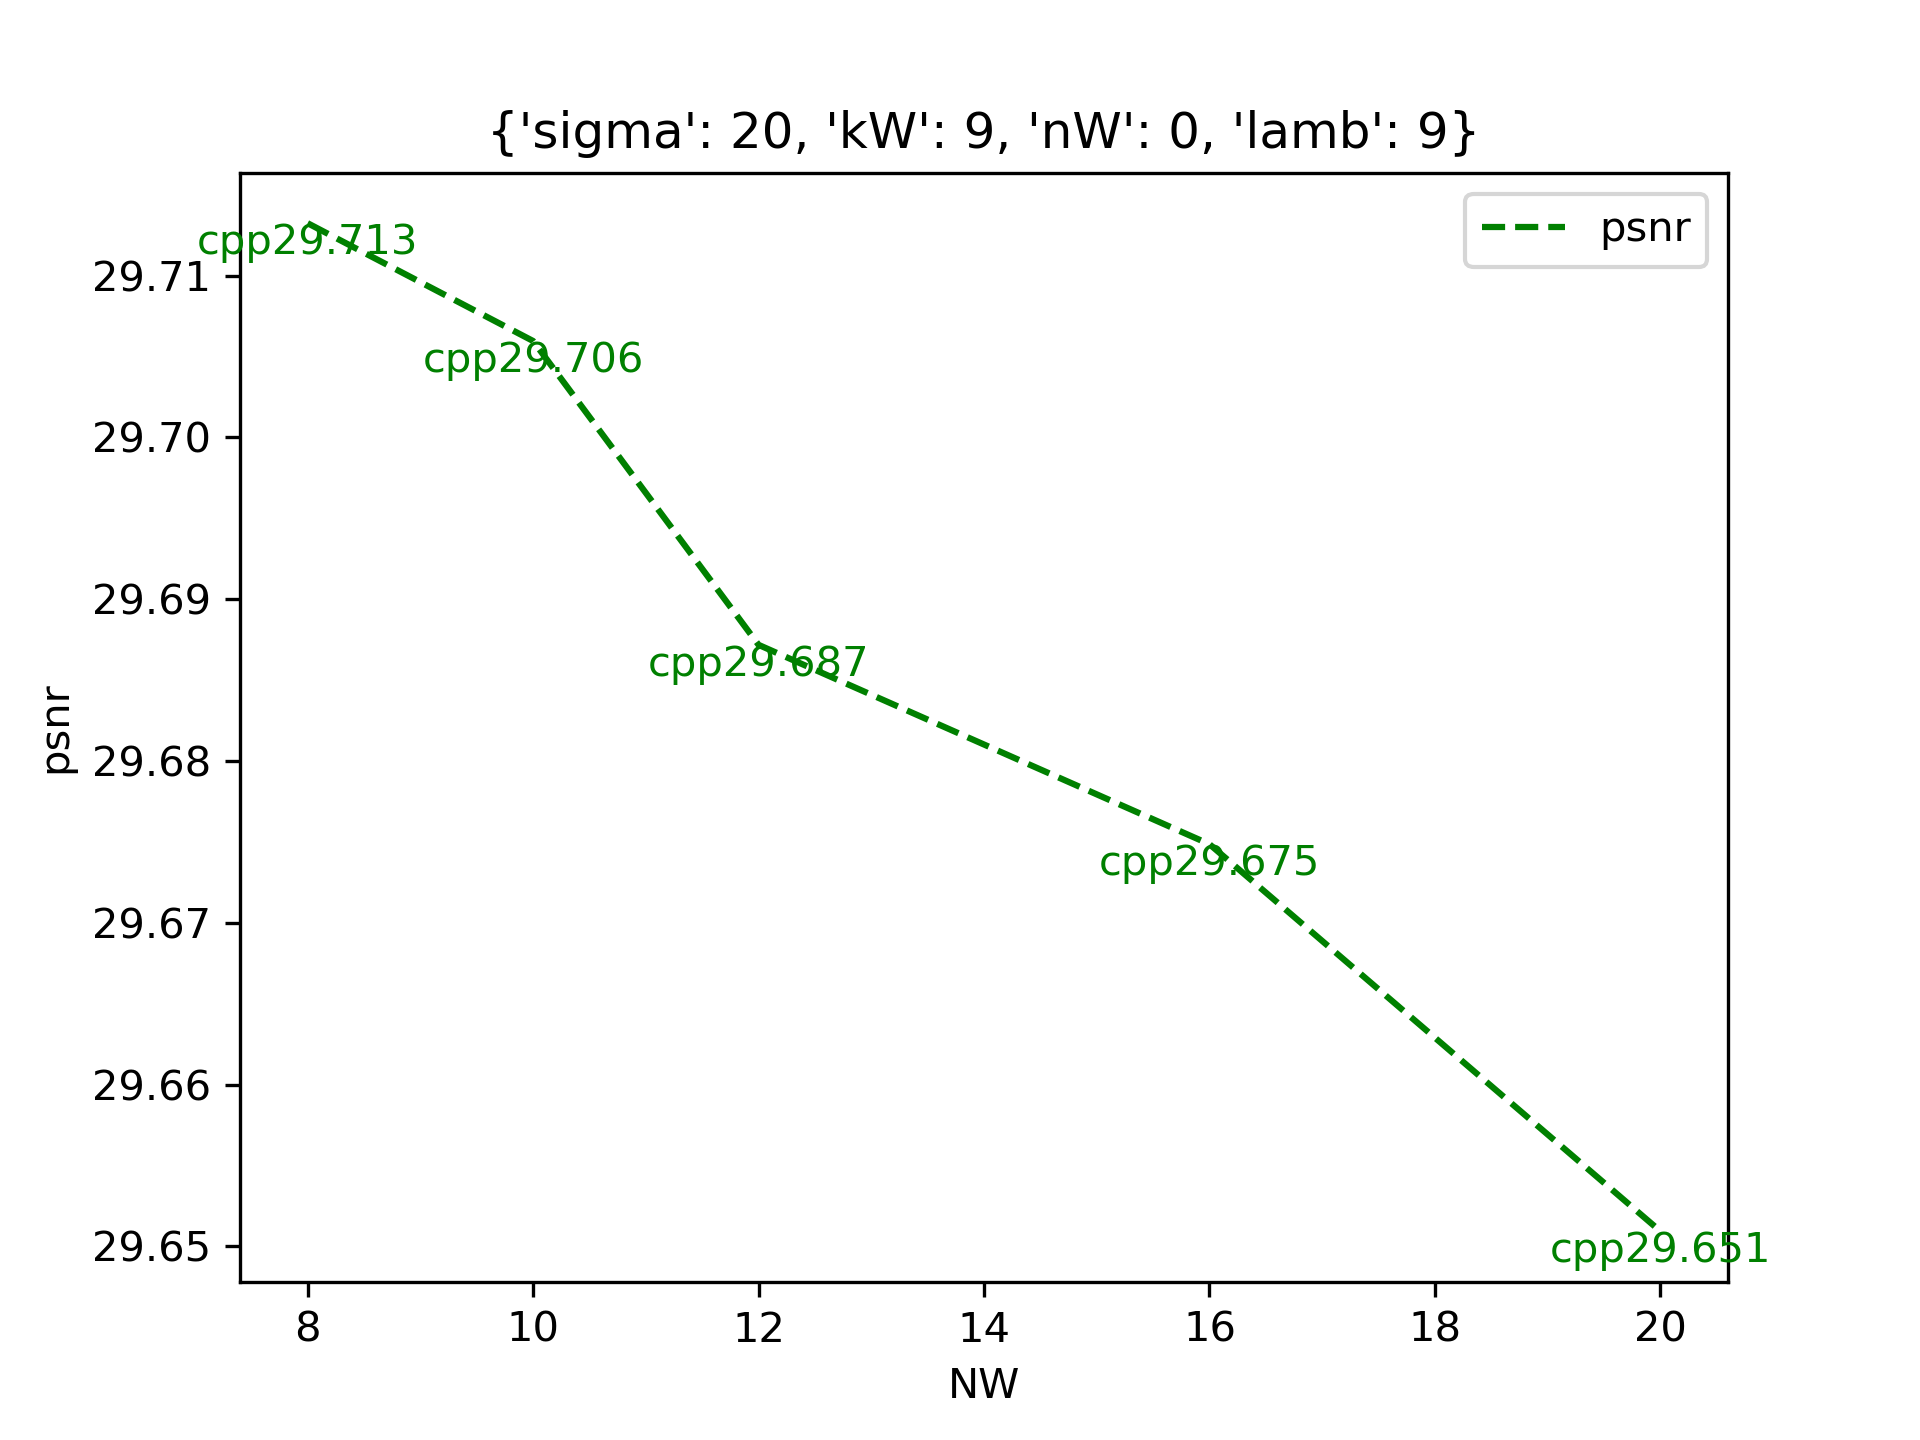 {'sigma': 20, 'kW': 9, 'nW': 0, 'lamb': 9}
psnr
cpp29.713
29.71
cpp29.706
29.70
29.69
cpp29.687
psnr
29.68
cpp29.675
29.67
29.66
29.65
cpp29.651
8 10 12 14 16 18 20
NW